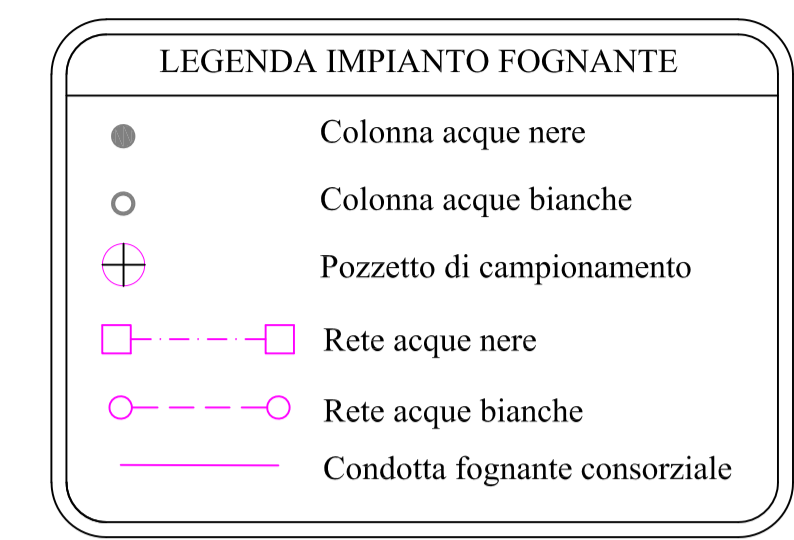 LEGENDA IMPIANTO FOGNANTE
Colonna acque nere
Colonna acque bianche
Pozzetto di campionamento
Rete acque nere
Rete acque bianche
Condotta fognante consorziale